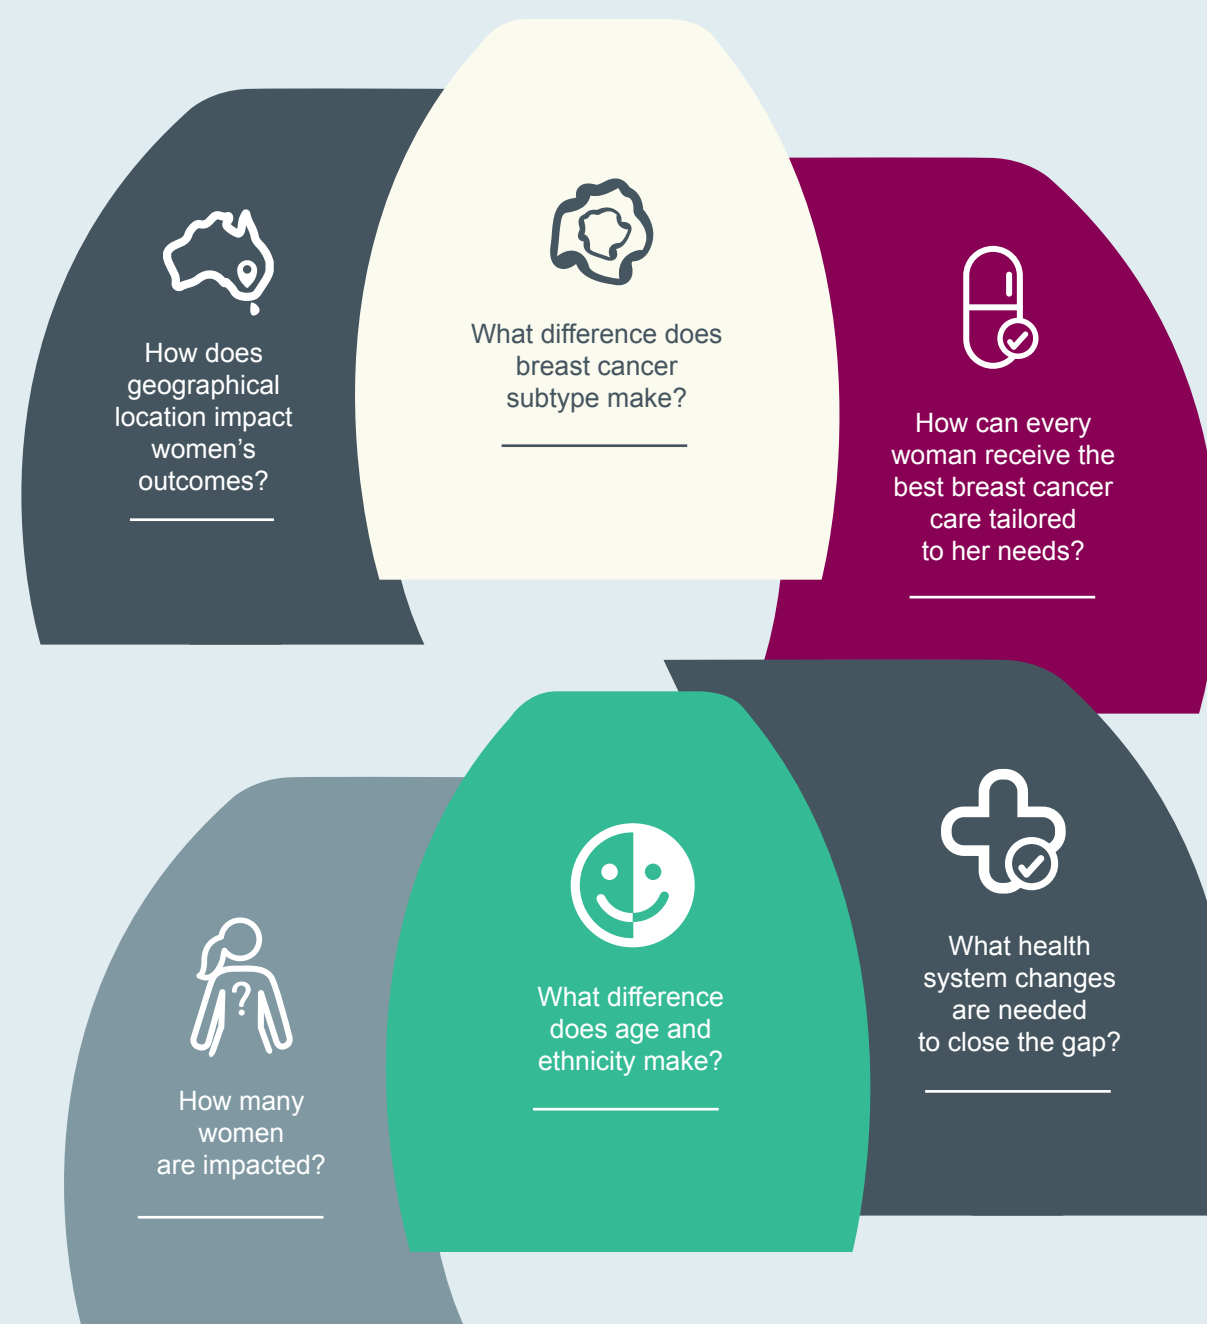 How does
geographical
location impact
women’s
outcomes?
What difference does
breast cancer
subtype make?
How can every
woman receive the
best breast cancer
care tailored
to her needs?
How many
women
are impacted?
?
What difference
does age and
ethnicity make?
What health
system changes
are needed
to close the gap?